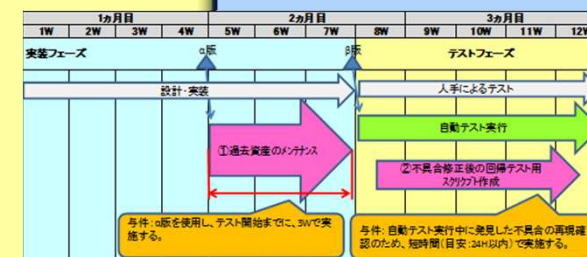 1ヵ月目 2ヵ月目 3ヵ月目
1W 2W 3W 4W 5W 6W 7W 8W 9W 10W 11W 12W
実装フェーズ α版 β版 テストフェーズ
設計・実装 人手によるテスト
自動テスト実行
①過去資産のメンテナンス
②不具合修正後の回帰テスト用
スクリプト作成
与件:α版を使用し、テスト開始までに、3Wで実
施する。
与件:自動テスト実行中に発見した不具合の再現確
認のため、短時間(目安:24H以内)で実施する。